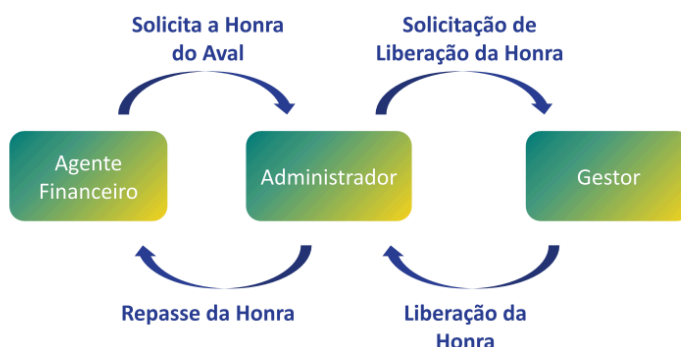 Solicita a Honra
do Aval
Solicitação de
Liberação da Honra
Agente
Financeiro
Administrador
Gestor
Repasse da Honra
Liberação da
Honra